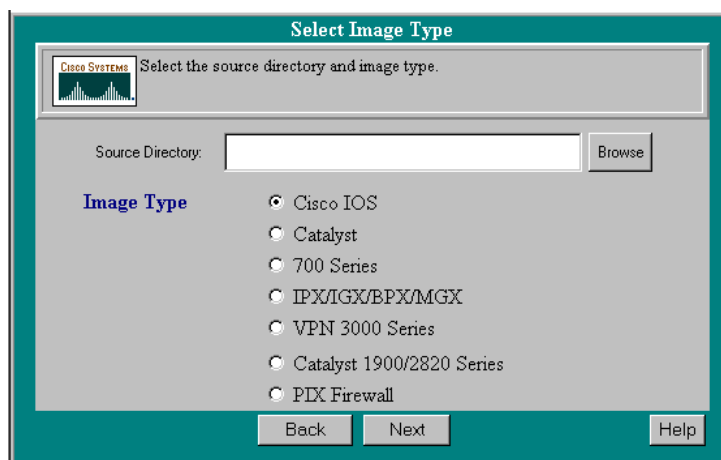 Select Image Type
CISCO SYSTEMS
Select the source directory and image type.
Source Directory:
Browse
Image Type
Cisco IOS
Catalyst
700 Series
IPX/IGX/BPX/MGX
VPN 3000 Series
Catalyst 1900/2820 Series
PIX Firewall
Back
Next
Help